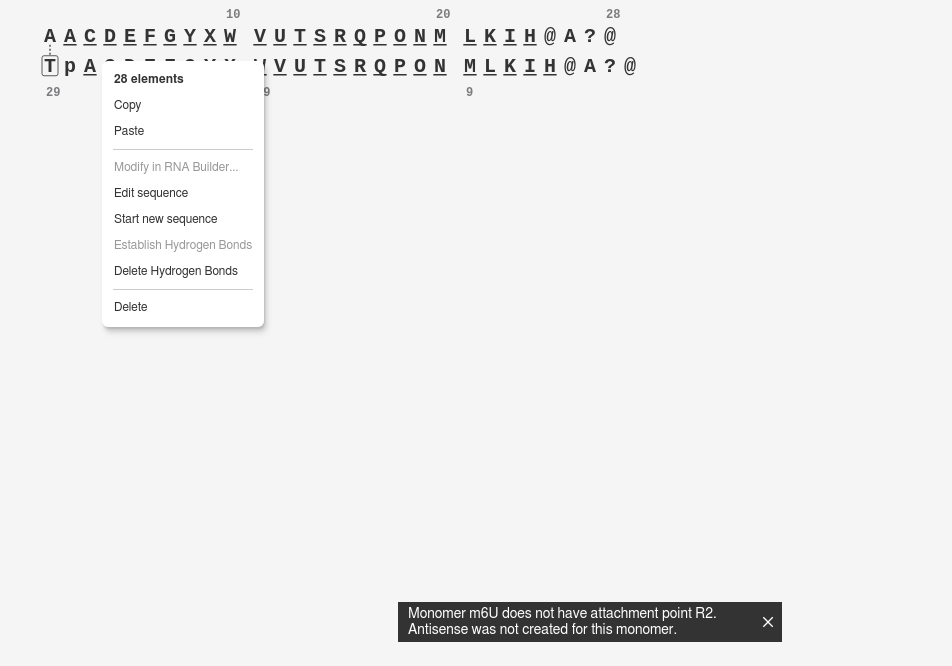 10 20 28
A A C D E F G Y X W V U T S R Q P O N M L K I H @ A ? @
T p A V U T S R Q P O N M L K I H @ A ? @
29 9 9
28 elements
Copy
Paste
Modify in RNA Builder...
Edit sequence
Start new sequence
Establish Hydrogen Bonds
Delete Hydrogen Bonds
Delete
Monomer m6U does not have attachment point R2.
Antisense was not created for this monomer.